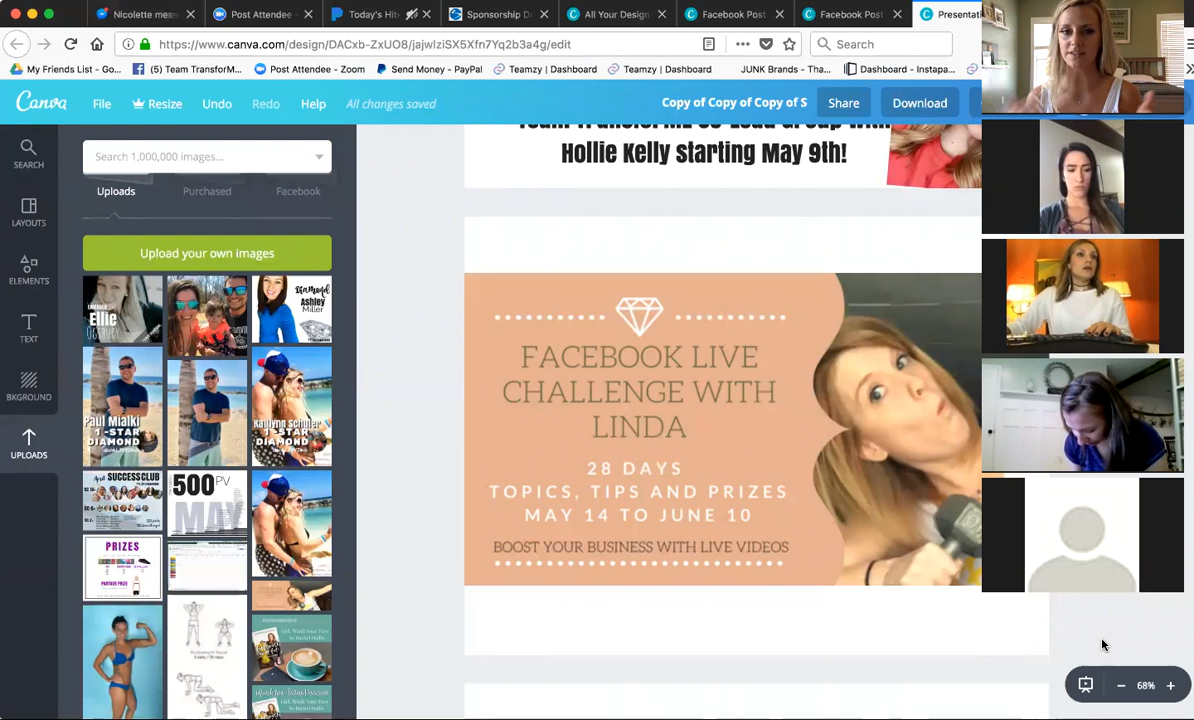 Nicolette mes
Post Attendee -
Today's Hit
Sponsorship D
All Your Design
Facebook Post
Facebook Post
Presentati
https://www.canva.com/design/DACxb-ZxUO8/jajwIziSX5Xfn7Yq2b3a4g/edit
Search
My Friends List - Go...
(5) Team TransforM...
Post Attendee - Zoom
Send Money - PayPal
Teamzy | Dashboard
Teamzy | Dashboard
JUNK Brands - Tha...
Dashboard - Instapa...
Canva
File
Resize
Undo
Redo
Help
All changes saved
Copy of Copy of Copy of S
Share
Download
SEARCH
LAYOUTS
ELEMENTS
TEXT
BKGROUND
UPLOADS
Search 1,000,000 images...
Uploads
Purchased
Facebook
Upload your own images
Ellie
Diamond
Ashley
Miller
Paul Mialki
1-STAR
DIAMOND
Kaitlynn Schuler
1-STAR
DIAMOND
SUCCESS CLUB
500 PV
MAY
PRIZES
Hollie Kelly starting May 9th!
FACEBOOK LIVE
CHALLENGE WITH
LINDA
28 DAYS
TOPICS, TIPS AND PRIZES
MAY 14 TO JUNE 10
BOOST YOUR BUSINESS WITH LIVE VIDEOS
68%